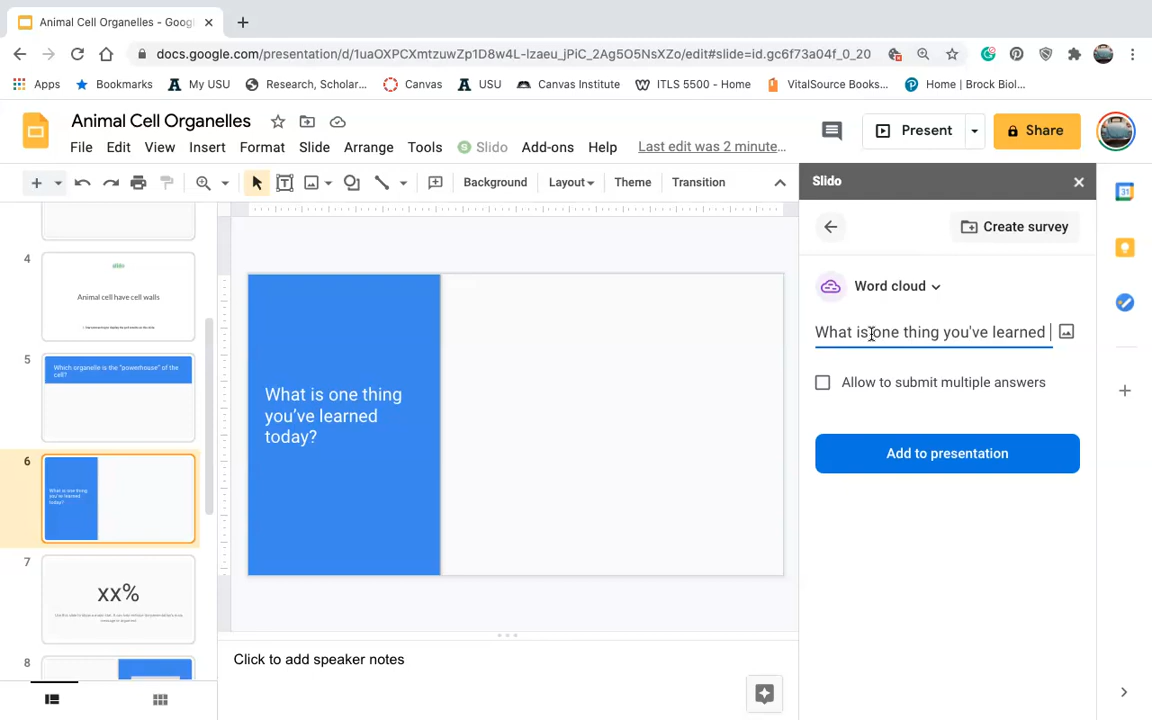 Animal Cell Organelles - Goog
docs.google.com/presentation/d/1uaOXPCXmtzuwZp1D8w4L-lzaeu_jPiC_2Ag5O5NsXZo/edit#slide=id.gc6f73a04f_0_20
Apps Bookmarks My USU Research, Scholar... Canvas USU Canvas Institute ITLS 5500 - Home VitalSource Books... Home | Brock Biol...
Animal Cell Organelles
Present
Share
File Edit View Insert Format Slide Arrange Tools Slido Add-ons Help Last edit was 2 minute...
Background Layout Theme Transition
Slido
31
Create survey
Word cloud
What is one thing you've learned
Allow to submit multiple answers
Add to presentation
4
slido
Animal cell have cell walls
5
Which organelle is the "powerhouse" of the
cell?
6
What is one thing
you've learned
today?
7
xx%
8
What is one thing
you've learned
today?
Click to add speaker notes